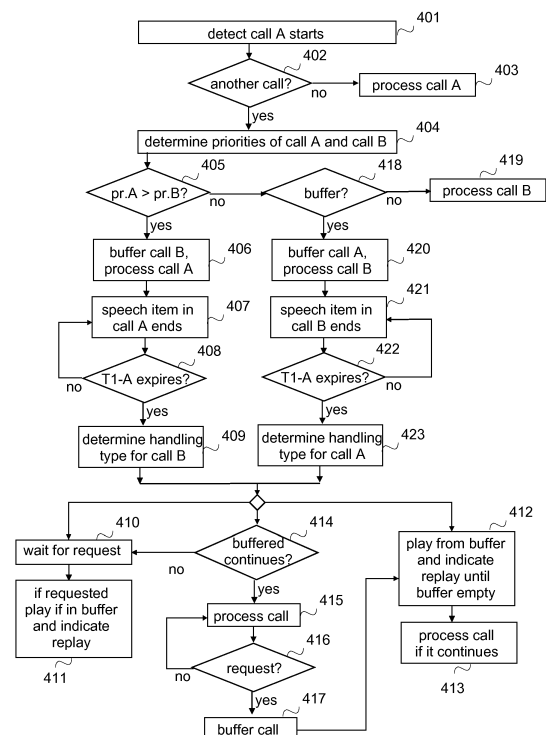 detect call A starts
401
402
another call?
no
process call A
403
yes
determine priorities of call A and call B
404
405
pr.A > pr.B?
no
418
buffer?
no
419
process call B
yes
yes
buffer call B,
process call A
406
buffer call A,
process call B
420
speech item in
call A ends
407
speech item in
call B ends
421
408
T1-A expires?
no
yes
422
T1-A expires?
no
yes
determine handling
type for call B
409
determine handling
type for call A
423
410
wait for request
414
buffered
continues?
no
yes
412
play from buffer
and indicate
replay until
buffer empty
if requested
play if in buffer
and indicate
replay
411
process call
415
process call
if it continues
413
416
request?
no
yes
417
buffer call